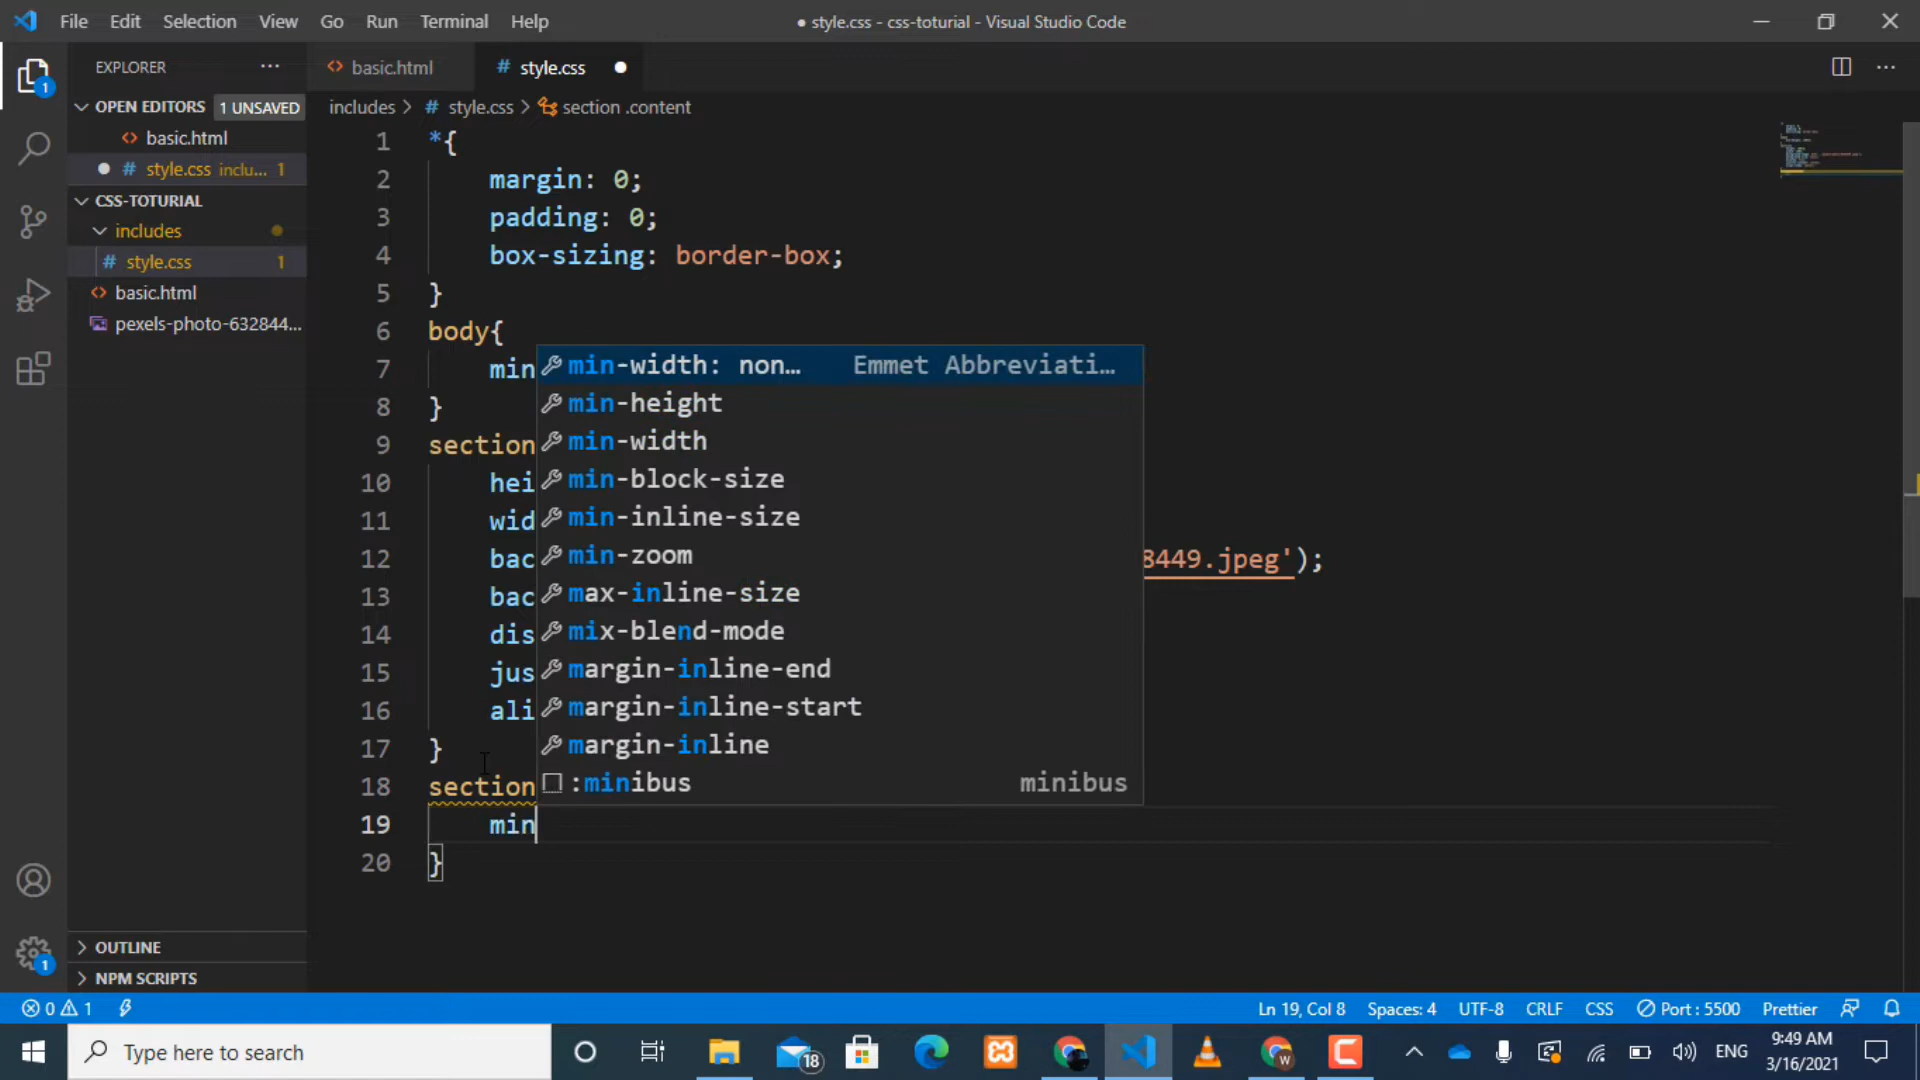 File Edit Selection View Go Run Terminal Help
● style.css - css-toturial - Visual Studio Code
EXPLORER ···
basic.html
# style.css ●
OPEN EDITORS 1 UNSAVED
basic.html
# style.css inclu... 1
CSS-TOTURIAL
includes
# style.css 1
basic.html
pexels-photo-632844...
OUTLINE
NPM SCRIPTS
includes > # style.css > section .content
1 *{
2 margin: 0;
3 padding: 0;
4 box-sizing: border-box;
5 }
6 body{
7 min
8 }
9 section
10 hei
11 wid
12 bac 8449.jpeg');
13 bac
14 dis
15 jus
16 ali
17 }
18 section
19 min
20 }
min-width: non… Emmet Abbreviati…
min-height
min-width
min-block-size
min-inline-size
min-zoom
max-inline-size
mix-blend-mode
margin-inline-end
margin-inline-start
margin-inline
:minibus minibus
1
1
0 1
Ln 19, Col 8 Spaces: 4 UTF-8 CRLF CSS Port : 5500 Prettier
Type here to search
18
W
ENG
9:49 AM
3/16/2021